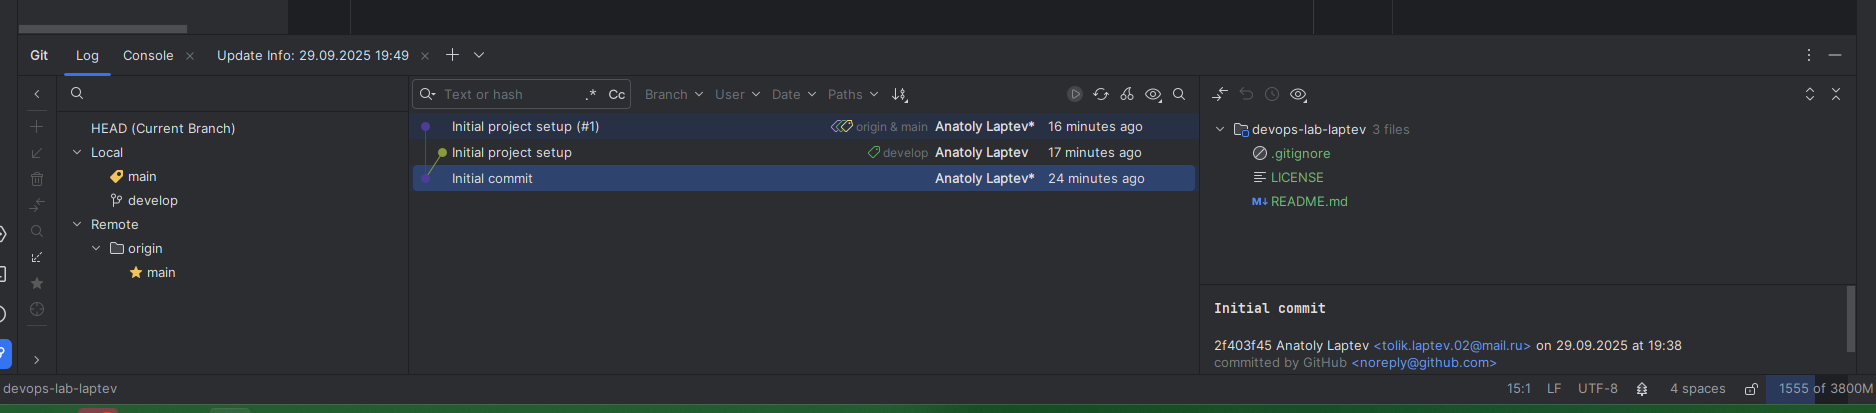 Git Log Console Update Info: 29.09.2025 19:49
Text or hash .* Cc Branch User Date Paths
HEAD (Current Branch)
Local
main
develop
Remote
origin
main
Initial project setup (#1) origin & main Anatoly Laptev* 16 minutes ago
Initial project setup develop Anatoly Laptev 17 minutes ago
Initial commit Anatoly Laptev* 24 minutes ago
devops-lab-laptev 3 files
.gitignore
LICENSE
M↓ README.md
Initial commit
2f403f45 Anatoly Laptev <tolik.laptev.02@mail.ru> on 29.09.2025 at 19:38
committed by GitHub <noreply@github.com>
devops-lab-laptev 15:1 LF UTF-8 4 spaces 1555 of 3800M